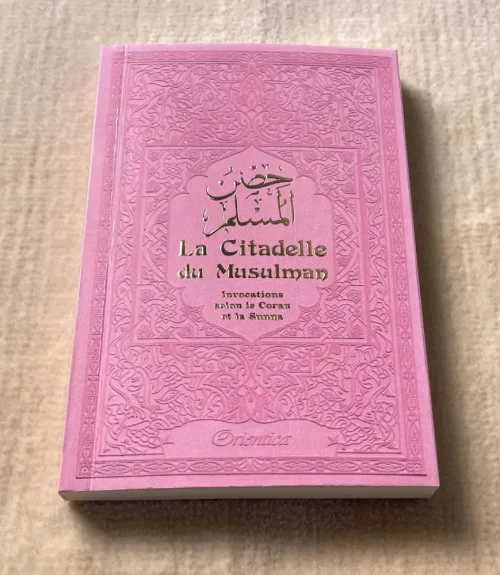 حصن
المسلم
La Citadelle
du Musulman
Invocations
selon le Coran
et la Sunna
Orientica